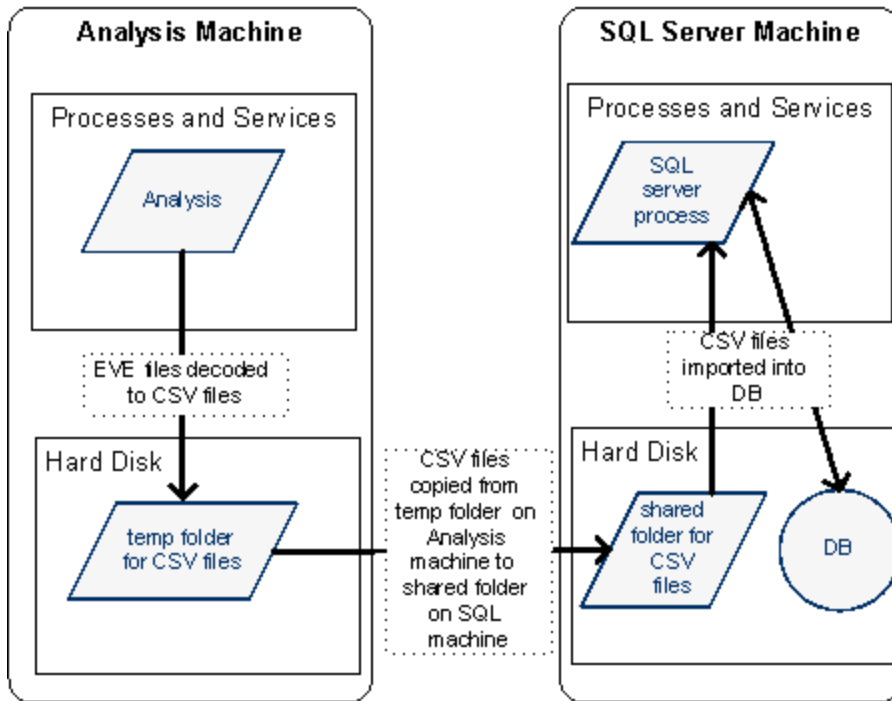 Analysis Machine
Processes and Services
Analysis
EVE files decoded
to CSV files
Hard Disk
temp folder
for CSV files
CSV files
copied from
temp folder on
Analysis
machine to
shared folder
on SQL
machine
SQL Server Machine
Processes and Services
SQL
server
process
CSV files
imported into
DB
Hard Disk
shared
folder for
CSV
files
DB